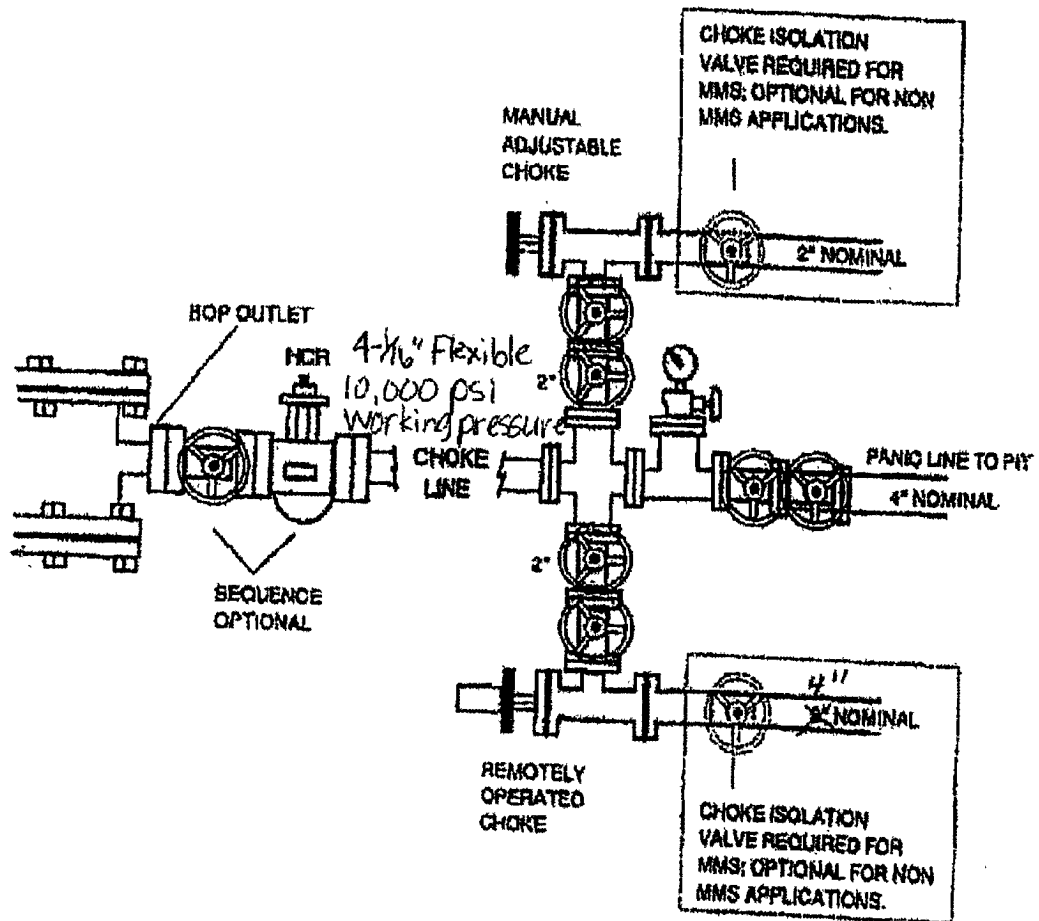 CHOKE ISOLATION
VALVE REQUIRED FOR
MMS; OPTIONAL FOR NON
MMS APPLICATIONS.
MANUAL
ADJUSTABLE
CHOKE
2" NOMINAL
BOP OUTLET
HCR
4-1/16" Flexible
10,000 psi
Working pressure
2"
CHOKE
LINE
PANIC LINE TO PIT
4" NOMINAL
2"
SEQUENCE
OPTIONAL
4"
NOMINAL
REMOTELY
OPERATED
CHOKE
CHOKE ISOLATION
VALVE REQUIRED FOR
MMS; OPTIONAL FOR NON
MMS APPLICATIONS.